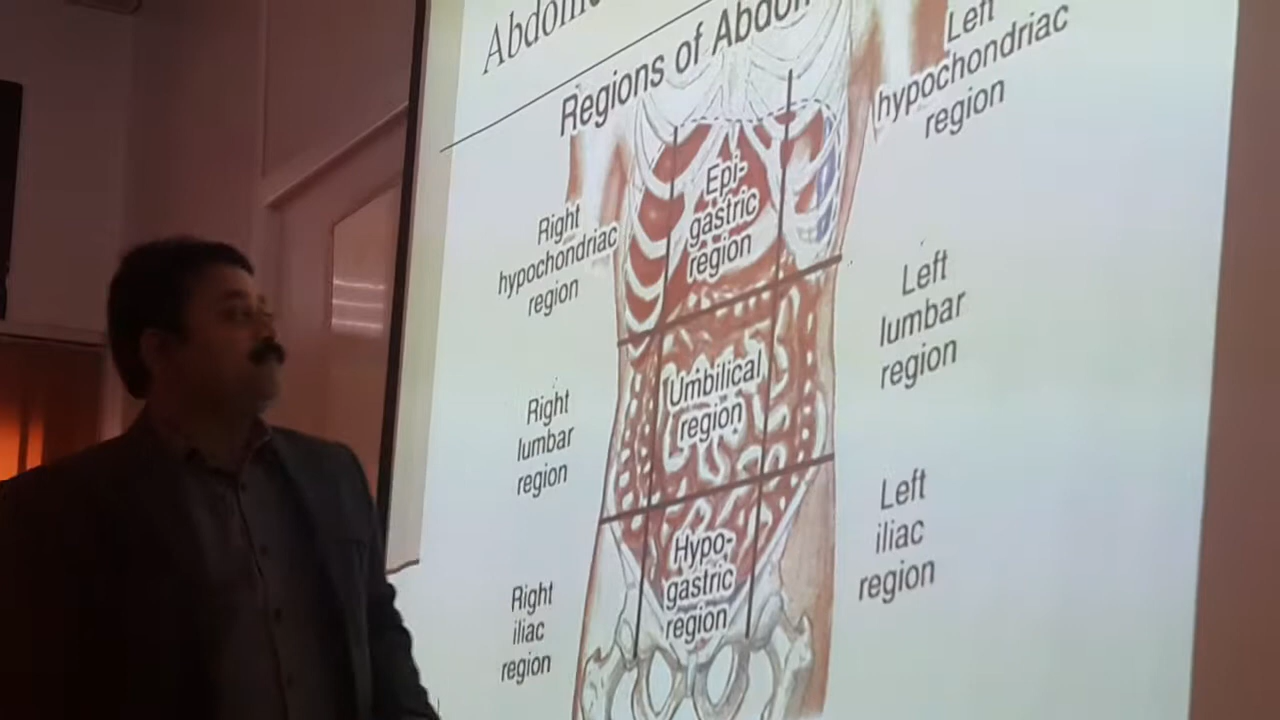 Regions of
Left
hypochondriac
region
Epi-
gastric
region
Right
hypochondriac
region
Left
lumbar
region
Umbilical
region
Right
lumbar
region
Left
iliac
region
Hypo-
gastric
region
Right
iliac
region